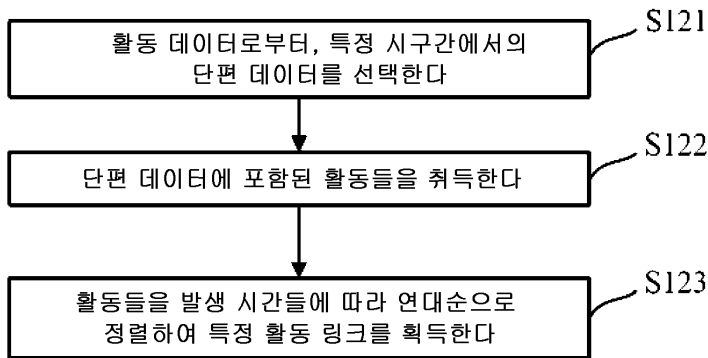 S121
활동 데이터로부터, 특정 시구간에서의
단편 데이터를 선택한다
S122
단편 데이터에 포함된 활동들을 취득한다
S123
활동들을 발생 시간들에 따라 연대순으로
정렬하여 특정 활동 링크를 획득한다